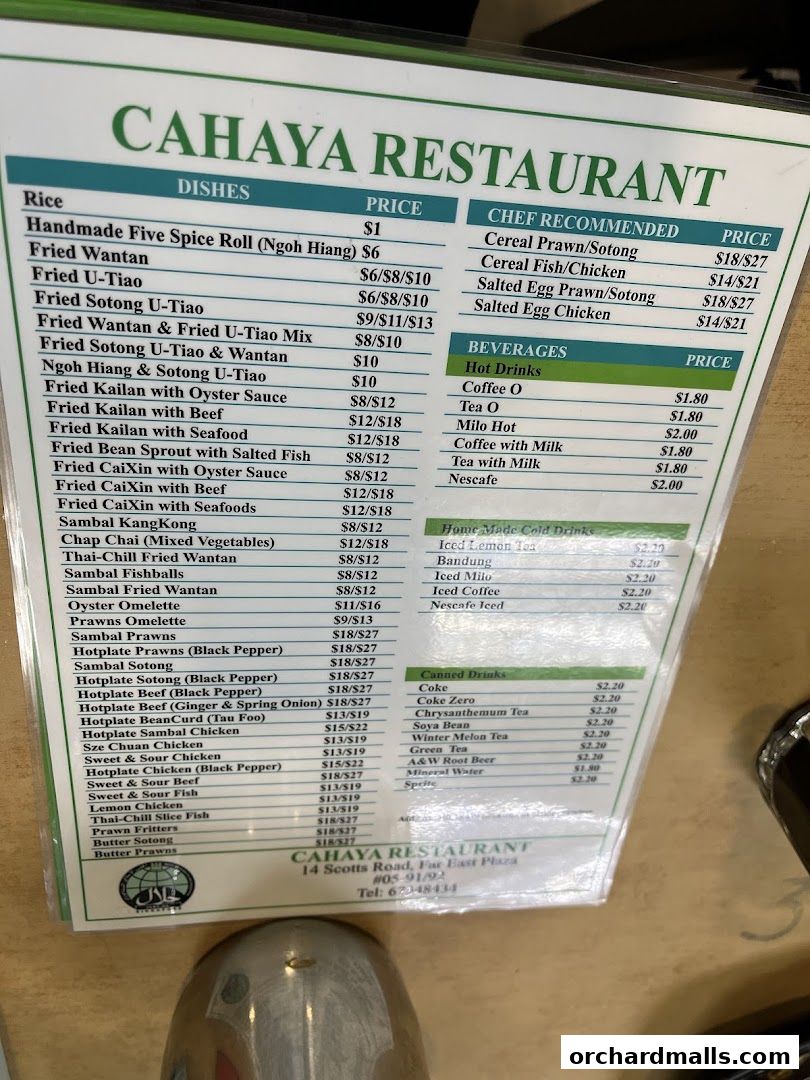 CAHAYA RESTAURANT
DISHES PRICE
Rice $1
Handmade Five Spice Roll (Ngoh Hiang) $6
Fried Wantan $6/$8/$10
Fried U-Tiao $6/$8/$10
Fried Sotong U-Tiao $9/$11/$13
Fried Wantan & Fried U-Tiao Mix $8/$10
Fried Sotong U-Tiao & Wantan $10
Ngoh Hiang & Sotong U-Tiao $10
Fried Kailan with Oyster Sauce $8/$12
Fried Kailan with Beef $12/$18
Fried Kailan with Seafood $12/$18
Fried Bean Sprout with Salted Fish $8/$12
Fried CaiXin with Oyster Sauce $8/$12
Fried CaiXin with Beef $12/$18
Fried CaiXin with Seafoods $12/$18
Sambal KangKong $8/$12
Chap Chai (Mixed Vegetables) $12/$18
Thai-Chill Fried Wantan $8/$12
Sambal Fishballs $8/$12
Sambal Fried Wantan $8/$12
Oyster Omelette $11/$16
Prawns Omelette $9/$13
Sambal Prawns $18/$27
Hotplate Prawns (Black Pepper) $18/$27
Sambal Sotong $18/$27
Hotplate Sotong (Black Pepper) $18/$27
Hotplate Beef (Black Pepper) $18/$27
Hotplate Beef (Ginger & Spring Onion) $18/$27
Hotplate BeanCurd (Tau Foo) $13/$19
Hotplate Sambal Chicken $15/$22
Sze Chuan Chicken $13/$19
Sweet & Sour Chicken $13/$19
Hotplate Chicken (Black Pepper) $15/$22
Sweet & Sour Beef $18/$27
Sweet & Sour Fish $13/$19
Lemon Chicken $13/$19
Thai-Chill Slice Fish $13/$19
Prawn Fritters $18/$27
Butter Sotong $18/$27
Butter Prawns $18/$27
CHEF RECOMMENDED PRICE
Cereal Prawn/Sotong $18/$27
Cereal Fish/Chicken $14/$21
Salted Egg Prawn/Sotong $18/$27
Salted Egg Chicken $14/$21
BEVERAGES PRICE
Hot Drinks
Coffee O $1.80
Tea O $1.80
Milo Hot $2.00
Coffee with Milk $1.80
Tea with Milk $1.80
Nescafe $2.00
Home Made Cold Drinks
Iced Lemon Tea $2.20
Bandung $2.20
Iced Milo $2.20
Iced Coffee $2.20
Nescafe Iced $2.20
Canned Drinks
Coke $2.20
Coke Zero $2.20
Chrysanthemum Tea $2.20
Soya Bean $2.20
Winter Melon Tea $2.20
Green Tea $2.20
A&W Root Beer $2.20
Mineral Water $1.80
Sprite $2.20
CAHAYA RESTAURANT
14 Scotts Road, Far East Plaza
#05-91/92
Tel:
orchardmalls.com